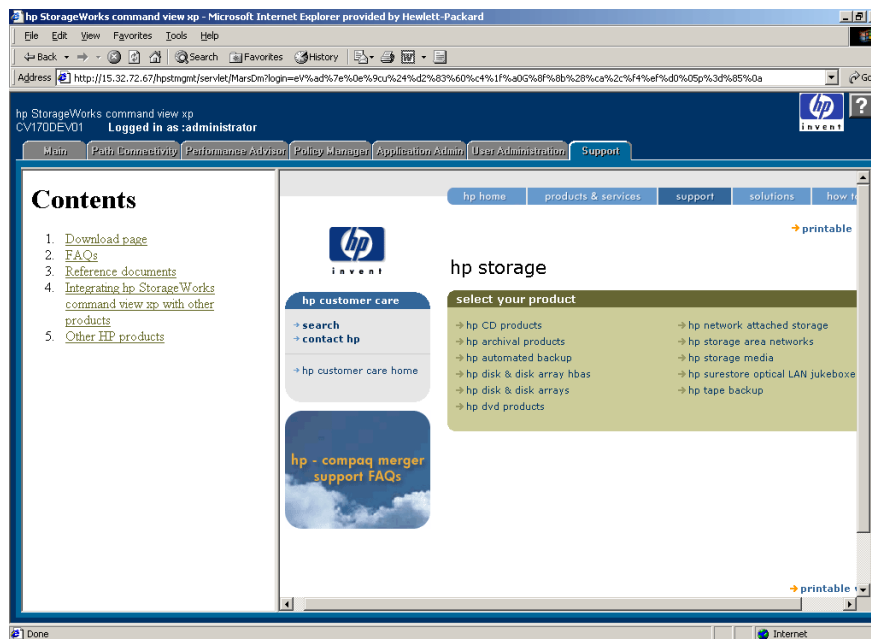 hp StorageWorks command view xp - Microsoft Internet Explorer provided by Hewlett-Packard
File Edit View Favorites Tools Help
Back Search Favorites History
Address http://15.32.72.67/hpstmgmt/servlet/MarsDm?login=eV%ad%7e%0e%9cu%24%d2%83%60%c4%1f%a0G%8f%8b%28%ca%2c%f4%ef%d0%05p%3d%85%0a Go
hp StorageWorks command view xp
CV170DEV01 Logged in as :administrator
hp
invent
?
Main Path Connectivity Performance Advisor Policy Manager Application Admin User Administration Support
Contents
1. Download page
2. FAQs
3. Reference documents
4. Integrating hp StorageWorks
command view xp with other
products
5. Other HP products
hp home products & services support solutions how to
printable
hp
invent
hp storage
hp customer care
search
contact hp
hp customer care home
hp - compaq merger
support FAQs
select your product
hp CD products
hp archival products
hp automated backup
hp disk & disk array hbas
hp disk & disk arrays
hp dvd products
hp network attached storage
hp storage area networks
hp storage media
hp surestore optical LAN jukeboxe
hp tape backup
printable
Done
Internet